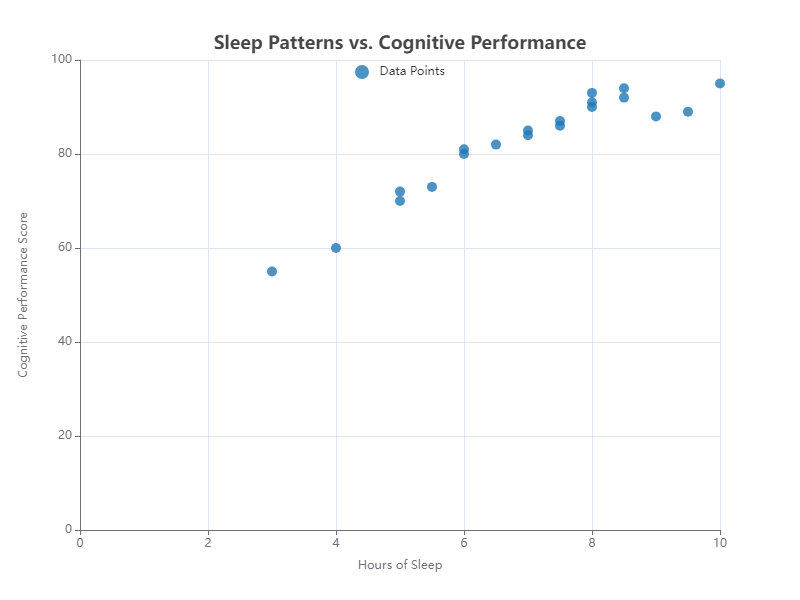 Sleep Patterns vs. Cognitive Performance
Data Points
100
80
60
40
20
0
Cognitive Performance Score
0 2 4 6 8 10
Hours of Sleep